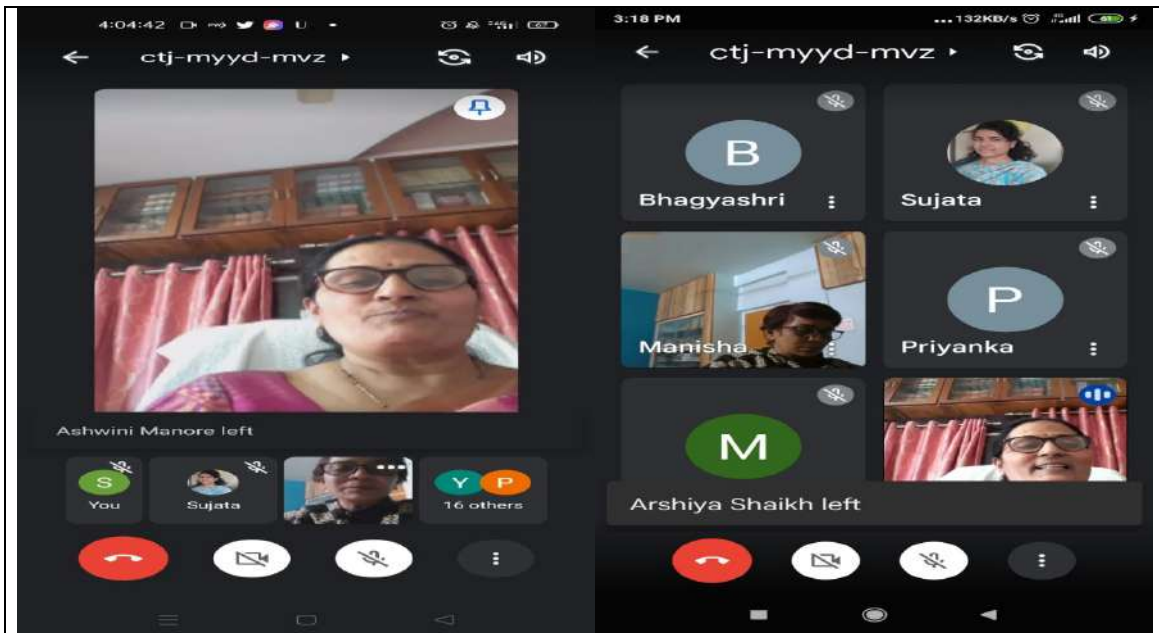 4:04:42
ctj-myyd-mvz
Ashwini Manore left
S
You
Sujata
Y P
16 others
3:18 PM
...132KB/s
ctj-myyd-mvz
B
Bhagyashri
Sujata
Manisha
P
Priyanka
M
Arshiya Shaikh left